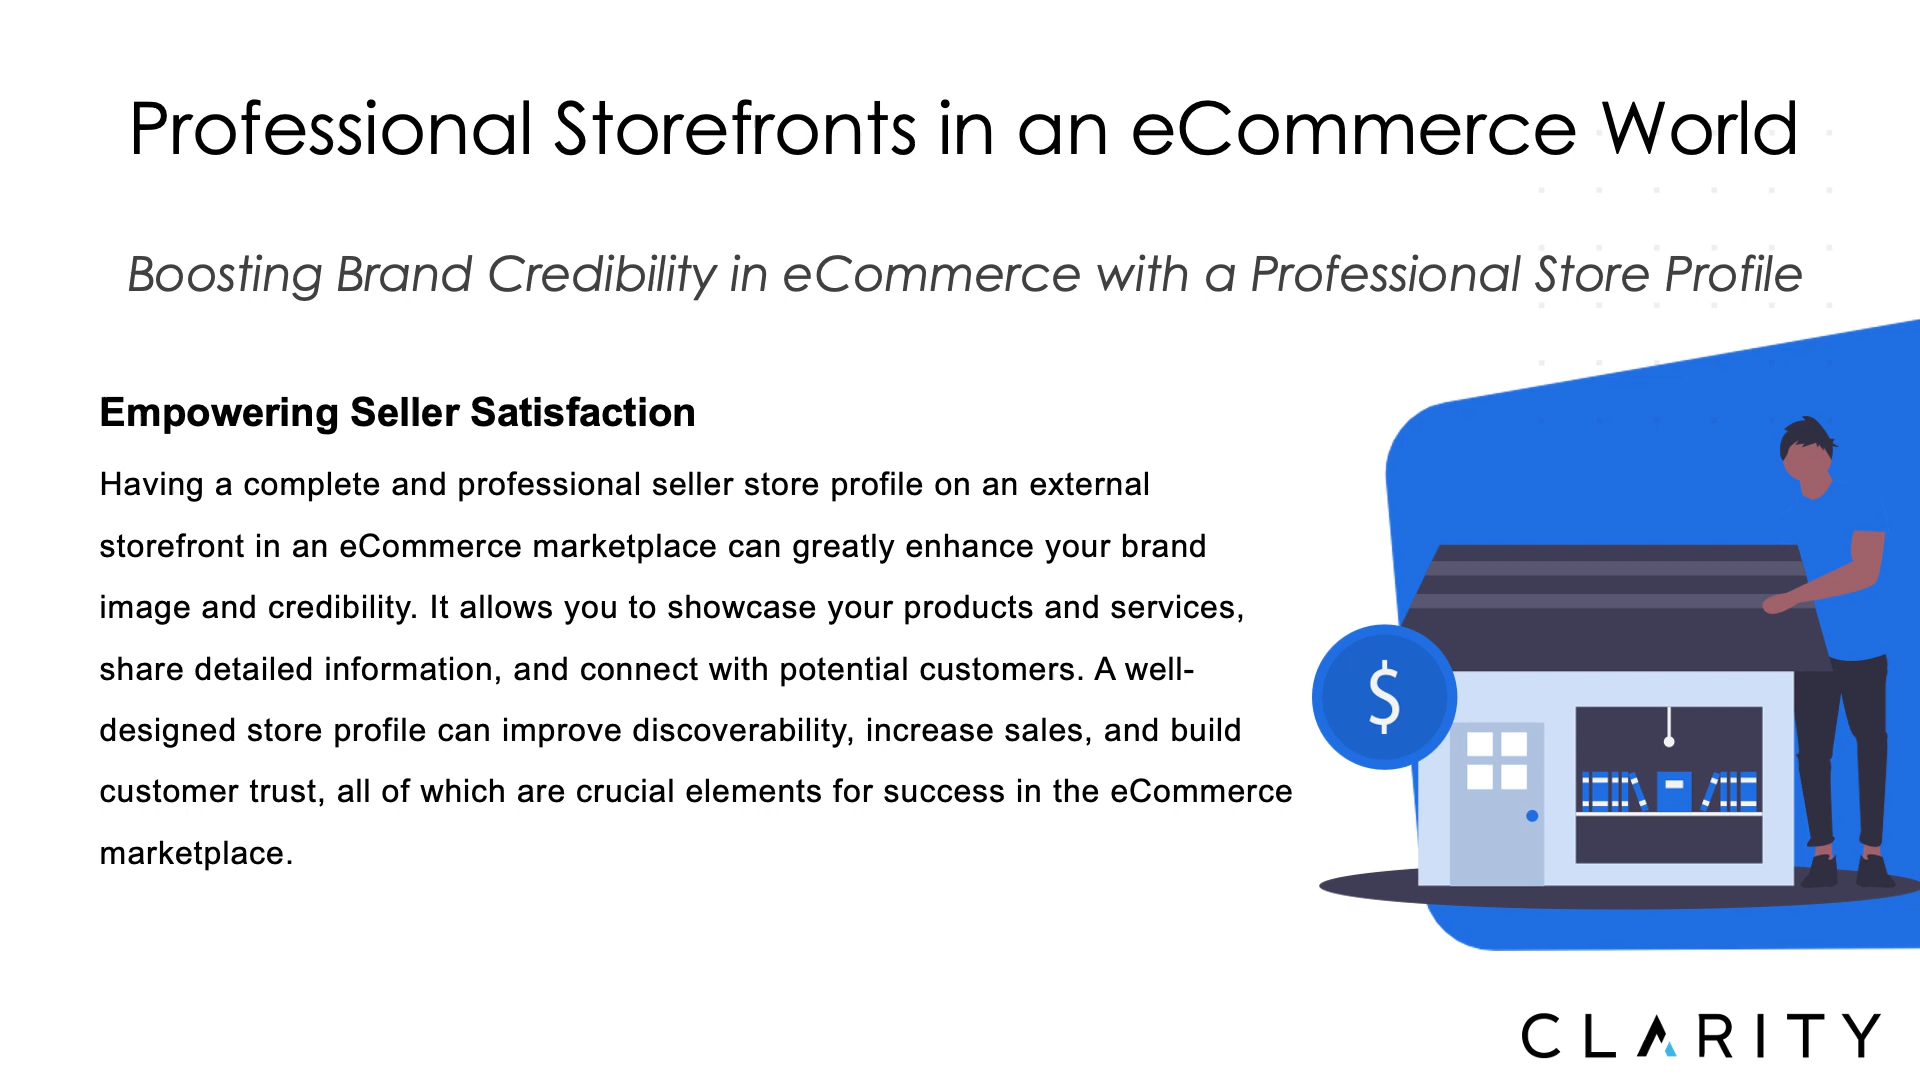 Professional Storefronts in an eCommerce World
Boosting Brand Credibility in eCommerce with a Professional Store Profile
Empowering Seller Satisfaction
Having a complete and professional seller store profile on an external
storefront in an eCommerce marketplace can greatly enhance your brand
image and credibility. It allows you to showcase your products and services,
share detailed information, and connect with potential customers. A well-
designed store profile can improve discoverability, increase sales, and build
customer trust, all of which are crucial elements for success in the eCommerce
marketplace.
$
CLARITY